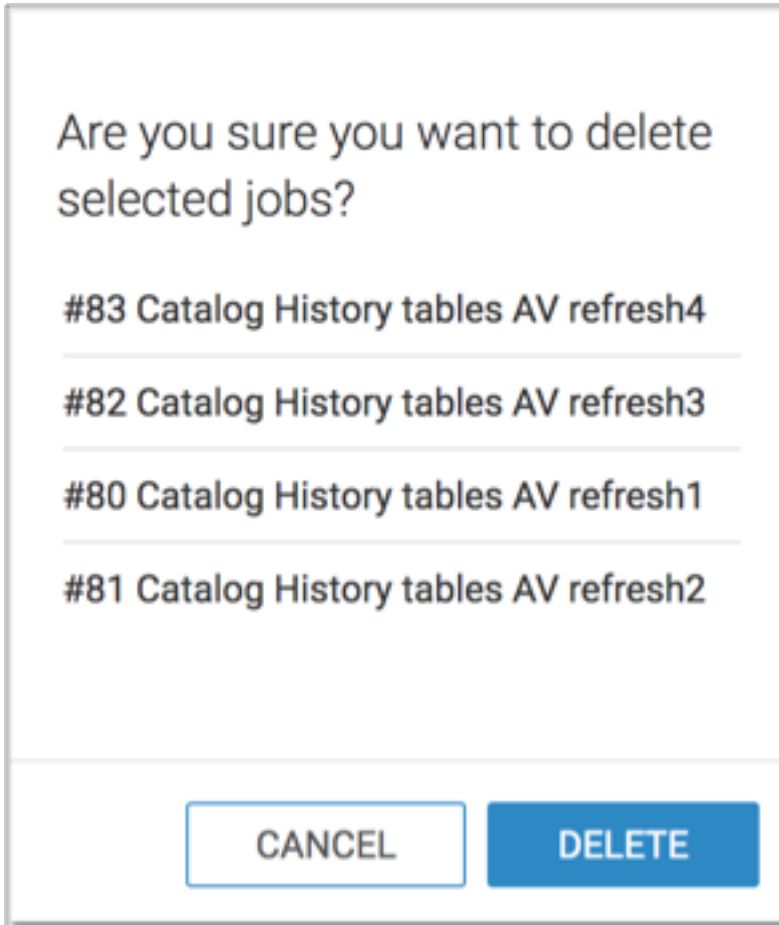 Are you sure you want to delete
selected jobs?
#83 Catalog History tables AV refresh4
#82 Catalog History tables AV refresh3
#80 Catalog History tables AV refresh1
#81 Catalog History tables AV refresh2
CANCEL
DELETE